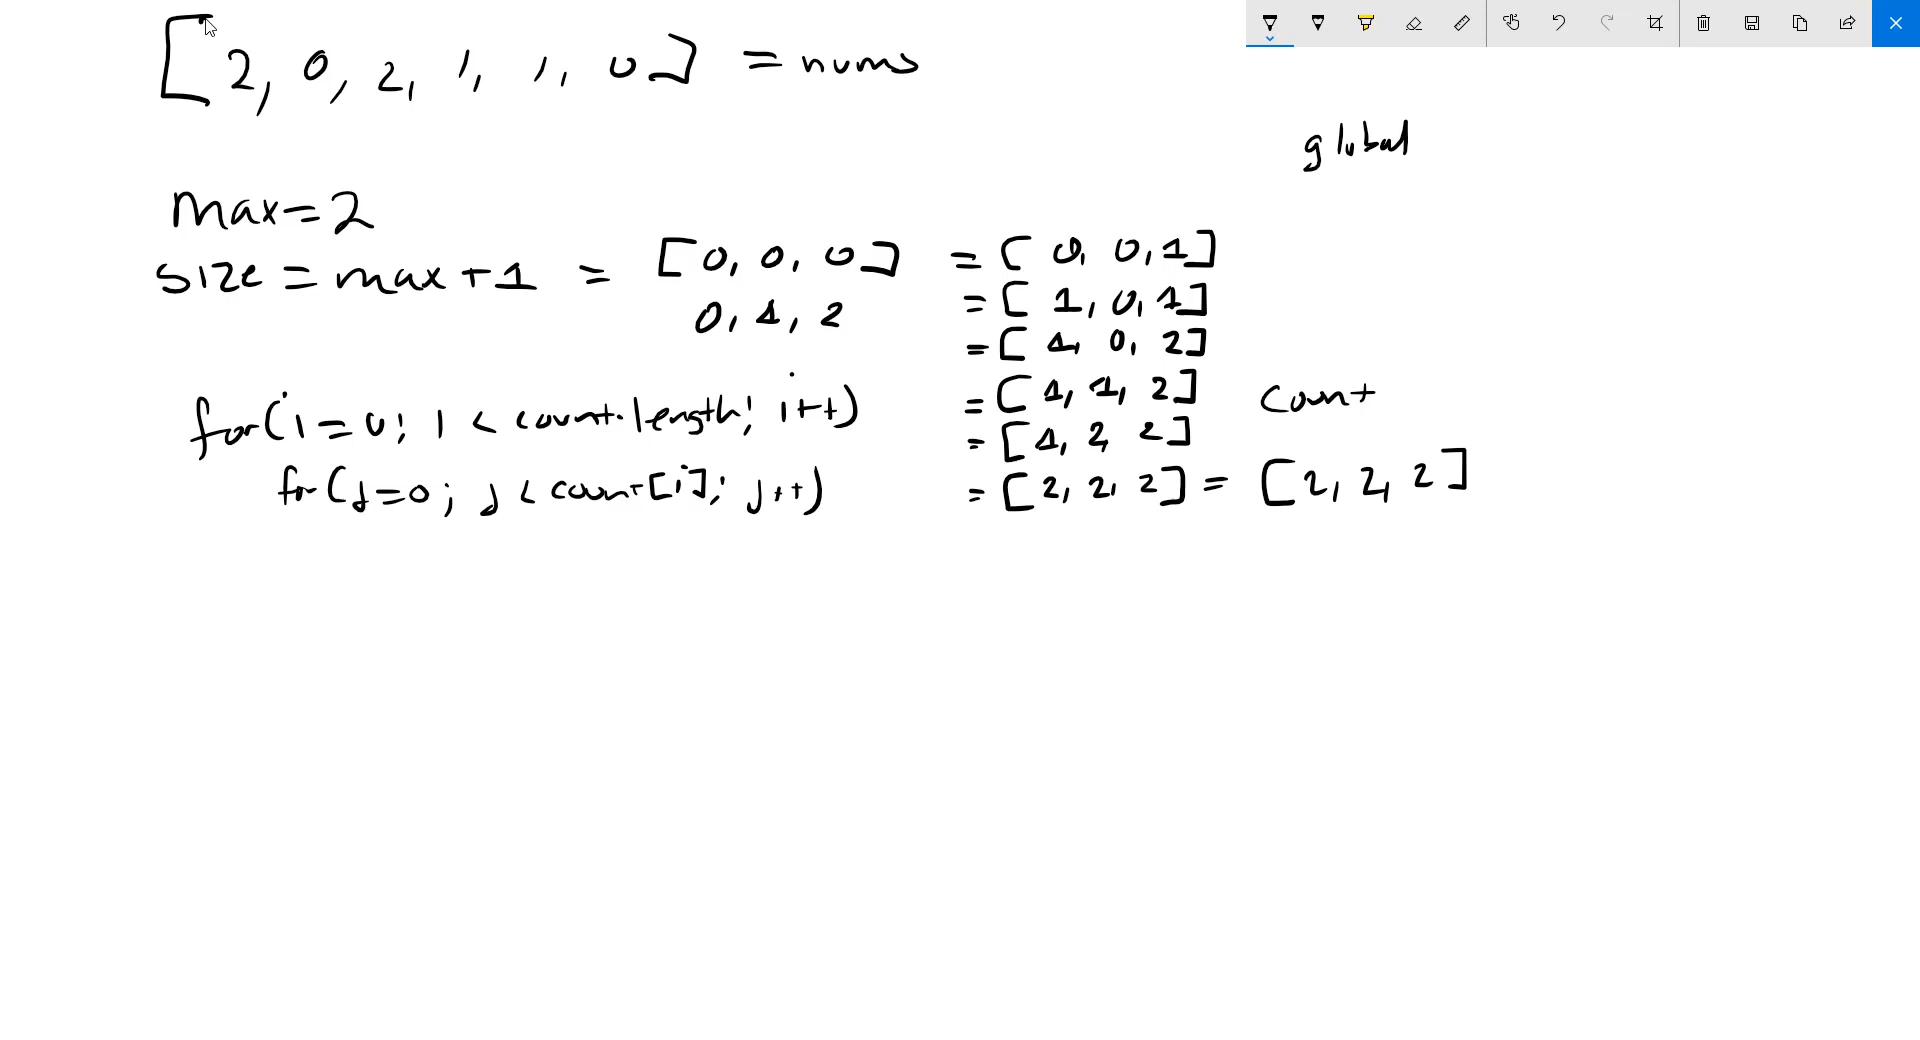 [2, 0, 2, 1, 1, 0] = nums
global
max=2
size = max+1 = [0, 0, 0] = [0, 0, 1]
0, 1, 2
= [1, 0, 1]
= [1, 0, 2]
= [1, 1, 2] count
for(i=0; i < count.length; i++)
= [1, 2, 2]
for(j=0; j < count[i]; j++)
= [2, 2, 2] = [2, 2, 2]